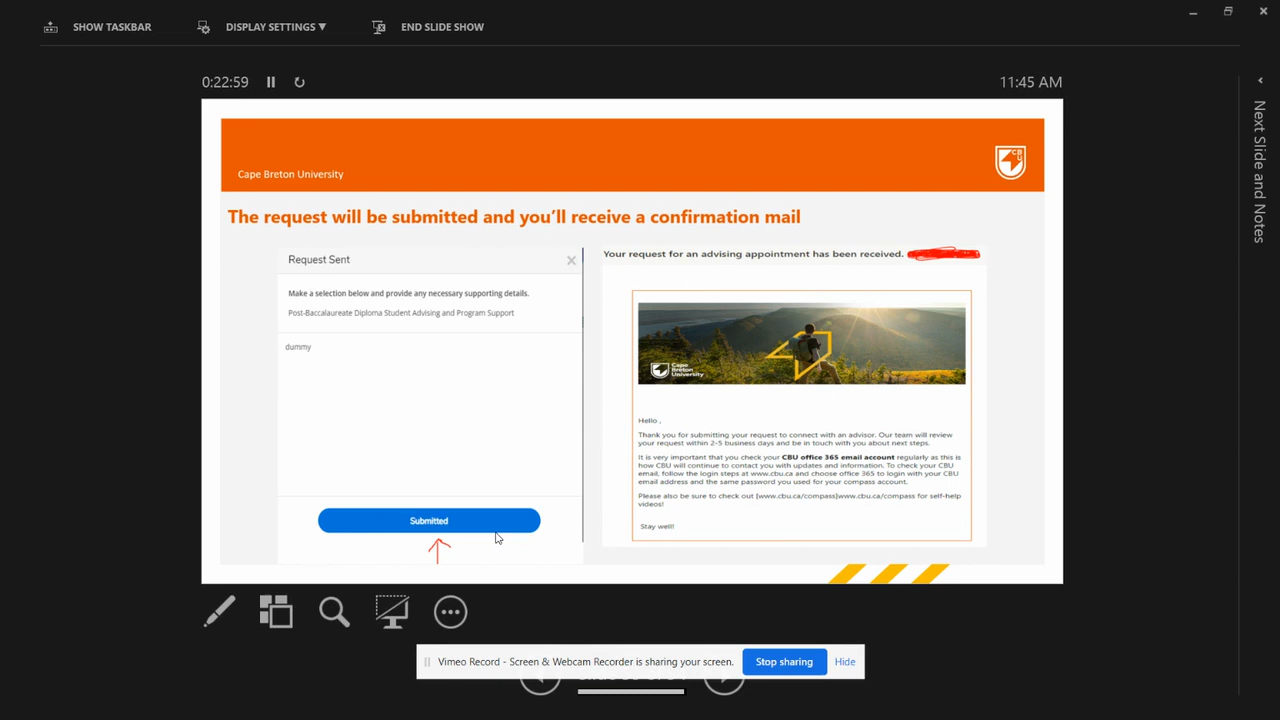 SHOW TASKBAR
DISPLAY SETTINGS ▼
END SLIDE SHOW
0:22:59
11:45 AM
Next Slide and Notes
Cape Breton University
CBU
The request will be submitted and you’ll receive a confirmation mail
Request Sent
Make a selection below and provide any necessary supporting details.
Post-Baccalaureate Diploma Student Advising and Program Support
dummy
Submitted
Your request for an advising appointment has been received.
Cape
Breton
University
Hello ,
Thank you for submitting your request to connect with an advisor. Our team will review
your request within 2-5 business days and be in touch with you about next steps.
It is very important that you check your CBU office 365 email account regularly as this is
how CBU will continue to contact you with updates and information. To check your CBU
email, follow the login steps at www.cbu.ca and choose office 365 to login with your CBU
email address and the same password you used for your compass account.
Please also be sure to check out [www.cbu.ca/compass]www.cbu.ca/compass for self-help
videos!
Stay well!
Vimeo Record - Screen & Webcam Recorder is sharing your screen.
Stop sharing
Hide